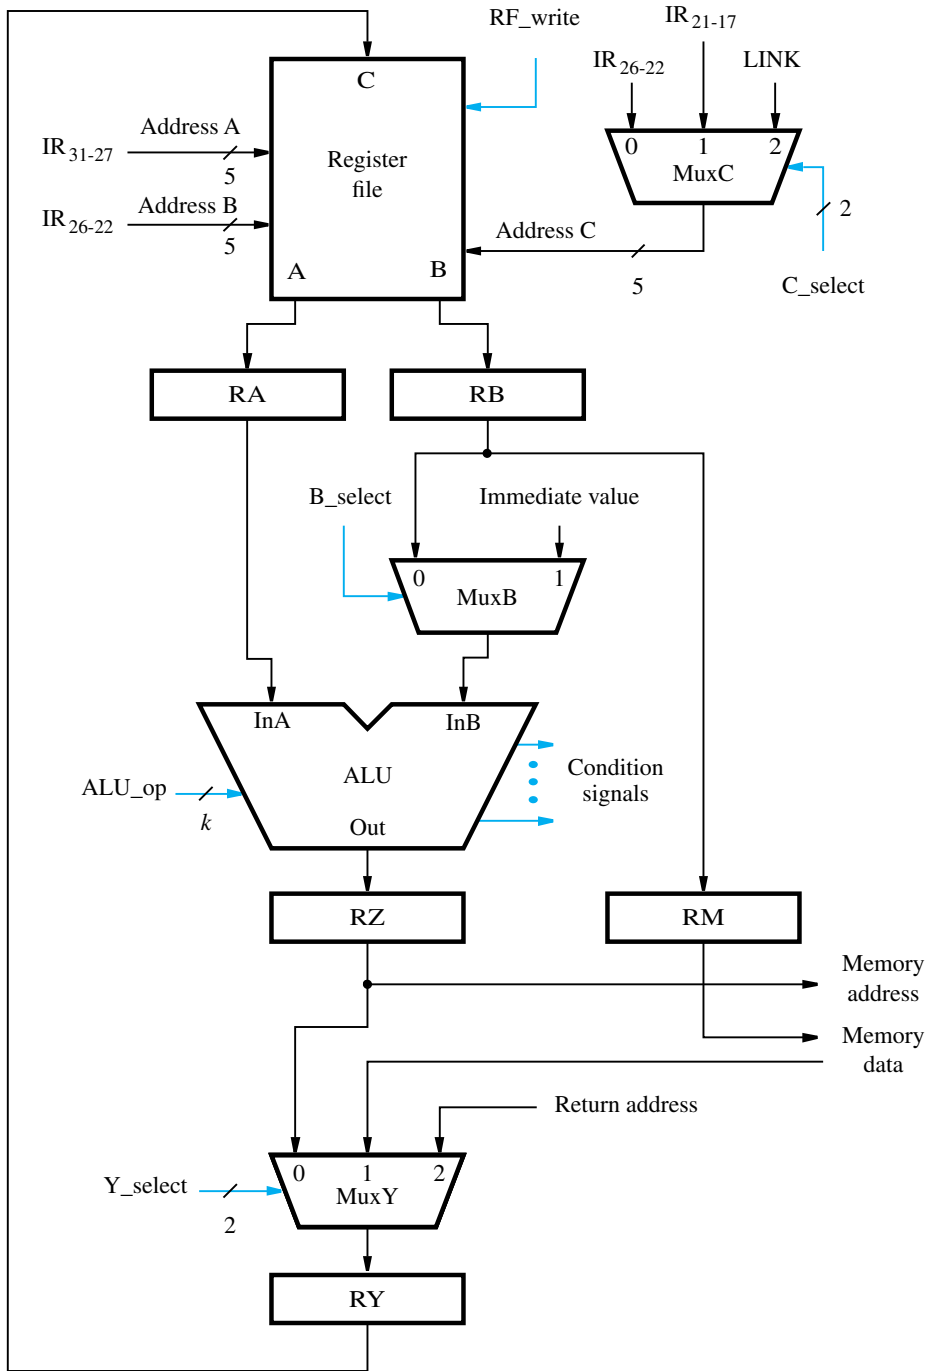 RF_write
IR21-17
IR26-22
LINK
C
Address A
IR31-27
5
Register
file
0 1 2
MuxC
2
C_select
Address B
IR26-22
5
Address C
5
A
B
RA
RB
B_select
Immediate value
0 1
MuxB
InA
InB
ALU
ALU_op
k
Condition
signals
Out
RZ
RM
Memory
address
Memory
data
Return address
0 1 2
MuxY
Y_select
2
RY